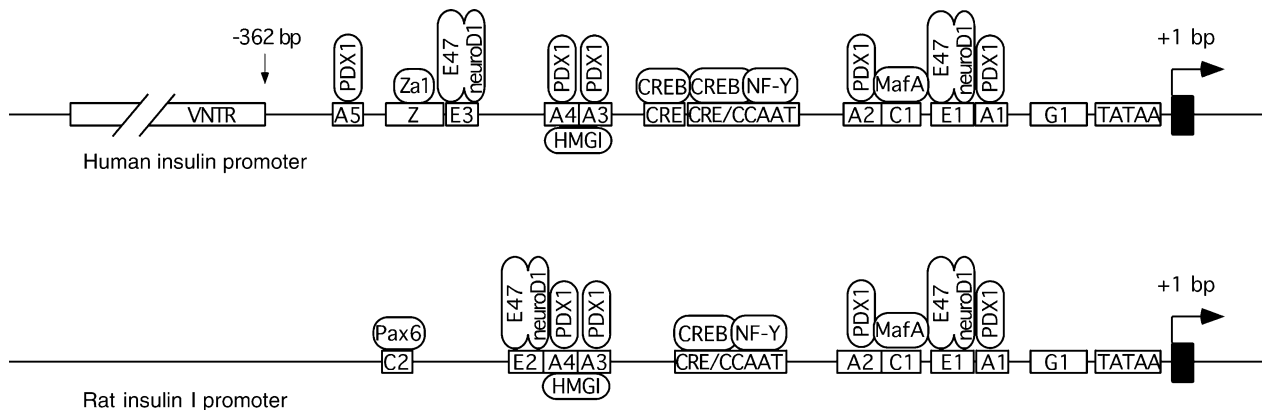 -362 bp
+1 bp
PDX1 Za1 E47 neuroD1 PDX1 PDX1 CREB CREB NF-Y PDX1 MafA E47 neuroD1 PDX1
VNTR A5 Z E3 A4 A3 CRE CRE/CCAAT A2 C1 E1 A1 G1 TATAA
HMGI
Human insulin promoter
+1 bp
Pax6 E47 neuroD1 PDX1 PDX1 CREB NF-Y PDX1 MafA E47 neuroD1 PDX1
C2 E2 A4 A3 CRE/CCAAT A2 C1 E1 A1 G1 TATAA
HMGI
Rat insulin I promoter